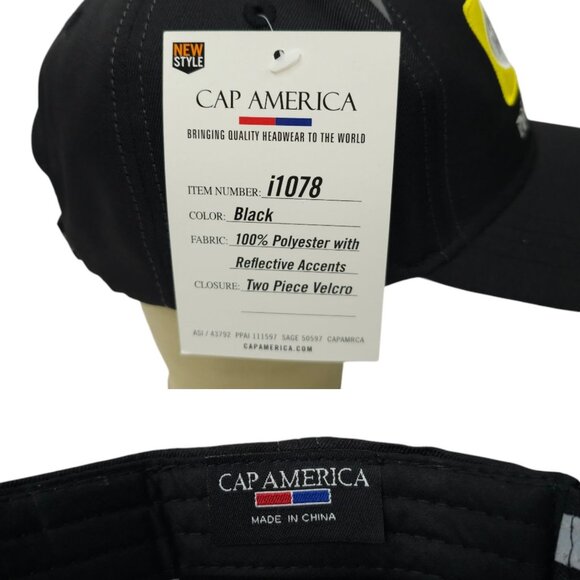 NEW
STYLE
CAP AMERICA
BRINGING QUALITY HEADWEAR TO THE WORLD
ITEM NUMBER: i1078
COLOR: Black
FABRIC: 100% Polyester with
Reflective Accents
CLOSURE: Two Piece Velcro
ASI / 43792 PPAI 111597 SAGE 50597 CAPAMRCA
CAPAMERICA.COM
CAP AMERICA
MADE IN CHINA